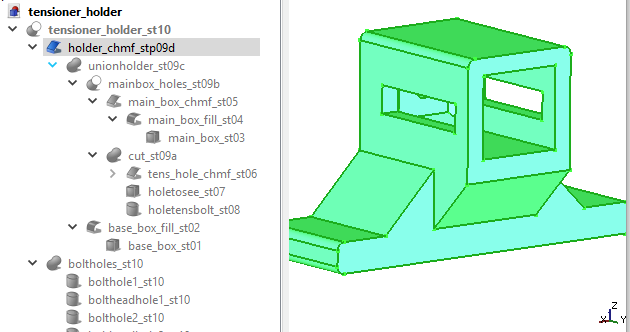 tensioner_holder
tensioner_holder_st10
holder_chmf_stp09d
unionholder_st09c
mainbox_holes_st09b
main_box_chmf_st05
main_box_fill_st04
main_box_st03
cut_st09a
tens_hole_chmf_st06
holetosee_st07
holetensbolt_st08
base_box_fill_st02
base_box_st01
boltholes_st10
bolthole1_st10
boltheadhole1_st10
bolthole2_st10
Z
X Y